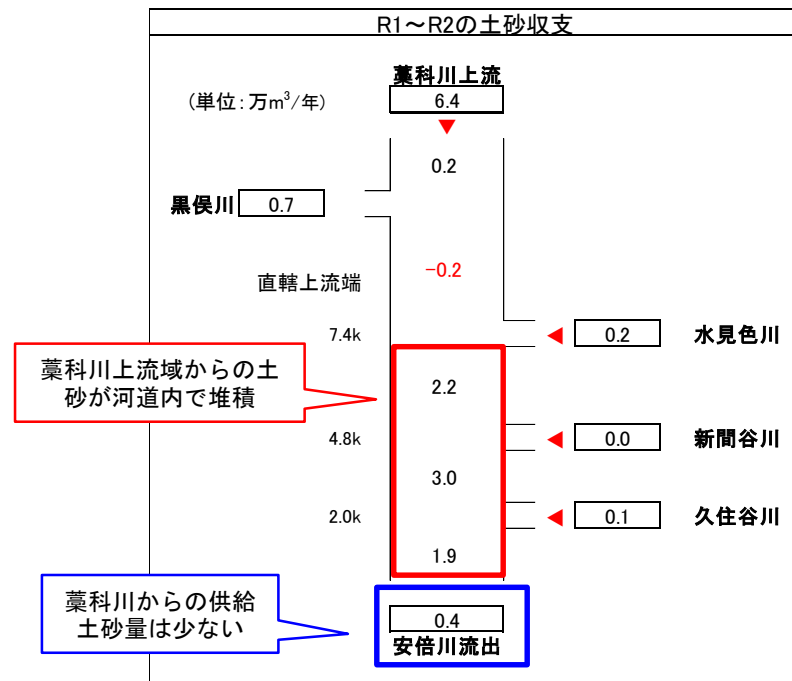 R1～R2の土砂収支
藁科川上流
(単位：万m³/年)
6.4
0.2
黒俣川
0.7
-0.2
直轄上流端
7.4k
0.2
水見色川
藁科川上流域からの土
砂が河道内で堆積
2.2
4.8k
0.0
新間谷川
3.0
2.0k
0.1
久住谷川
1.9
藁科川からの供給
土砂量は少ない
0.4
安倍川流出